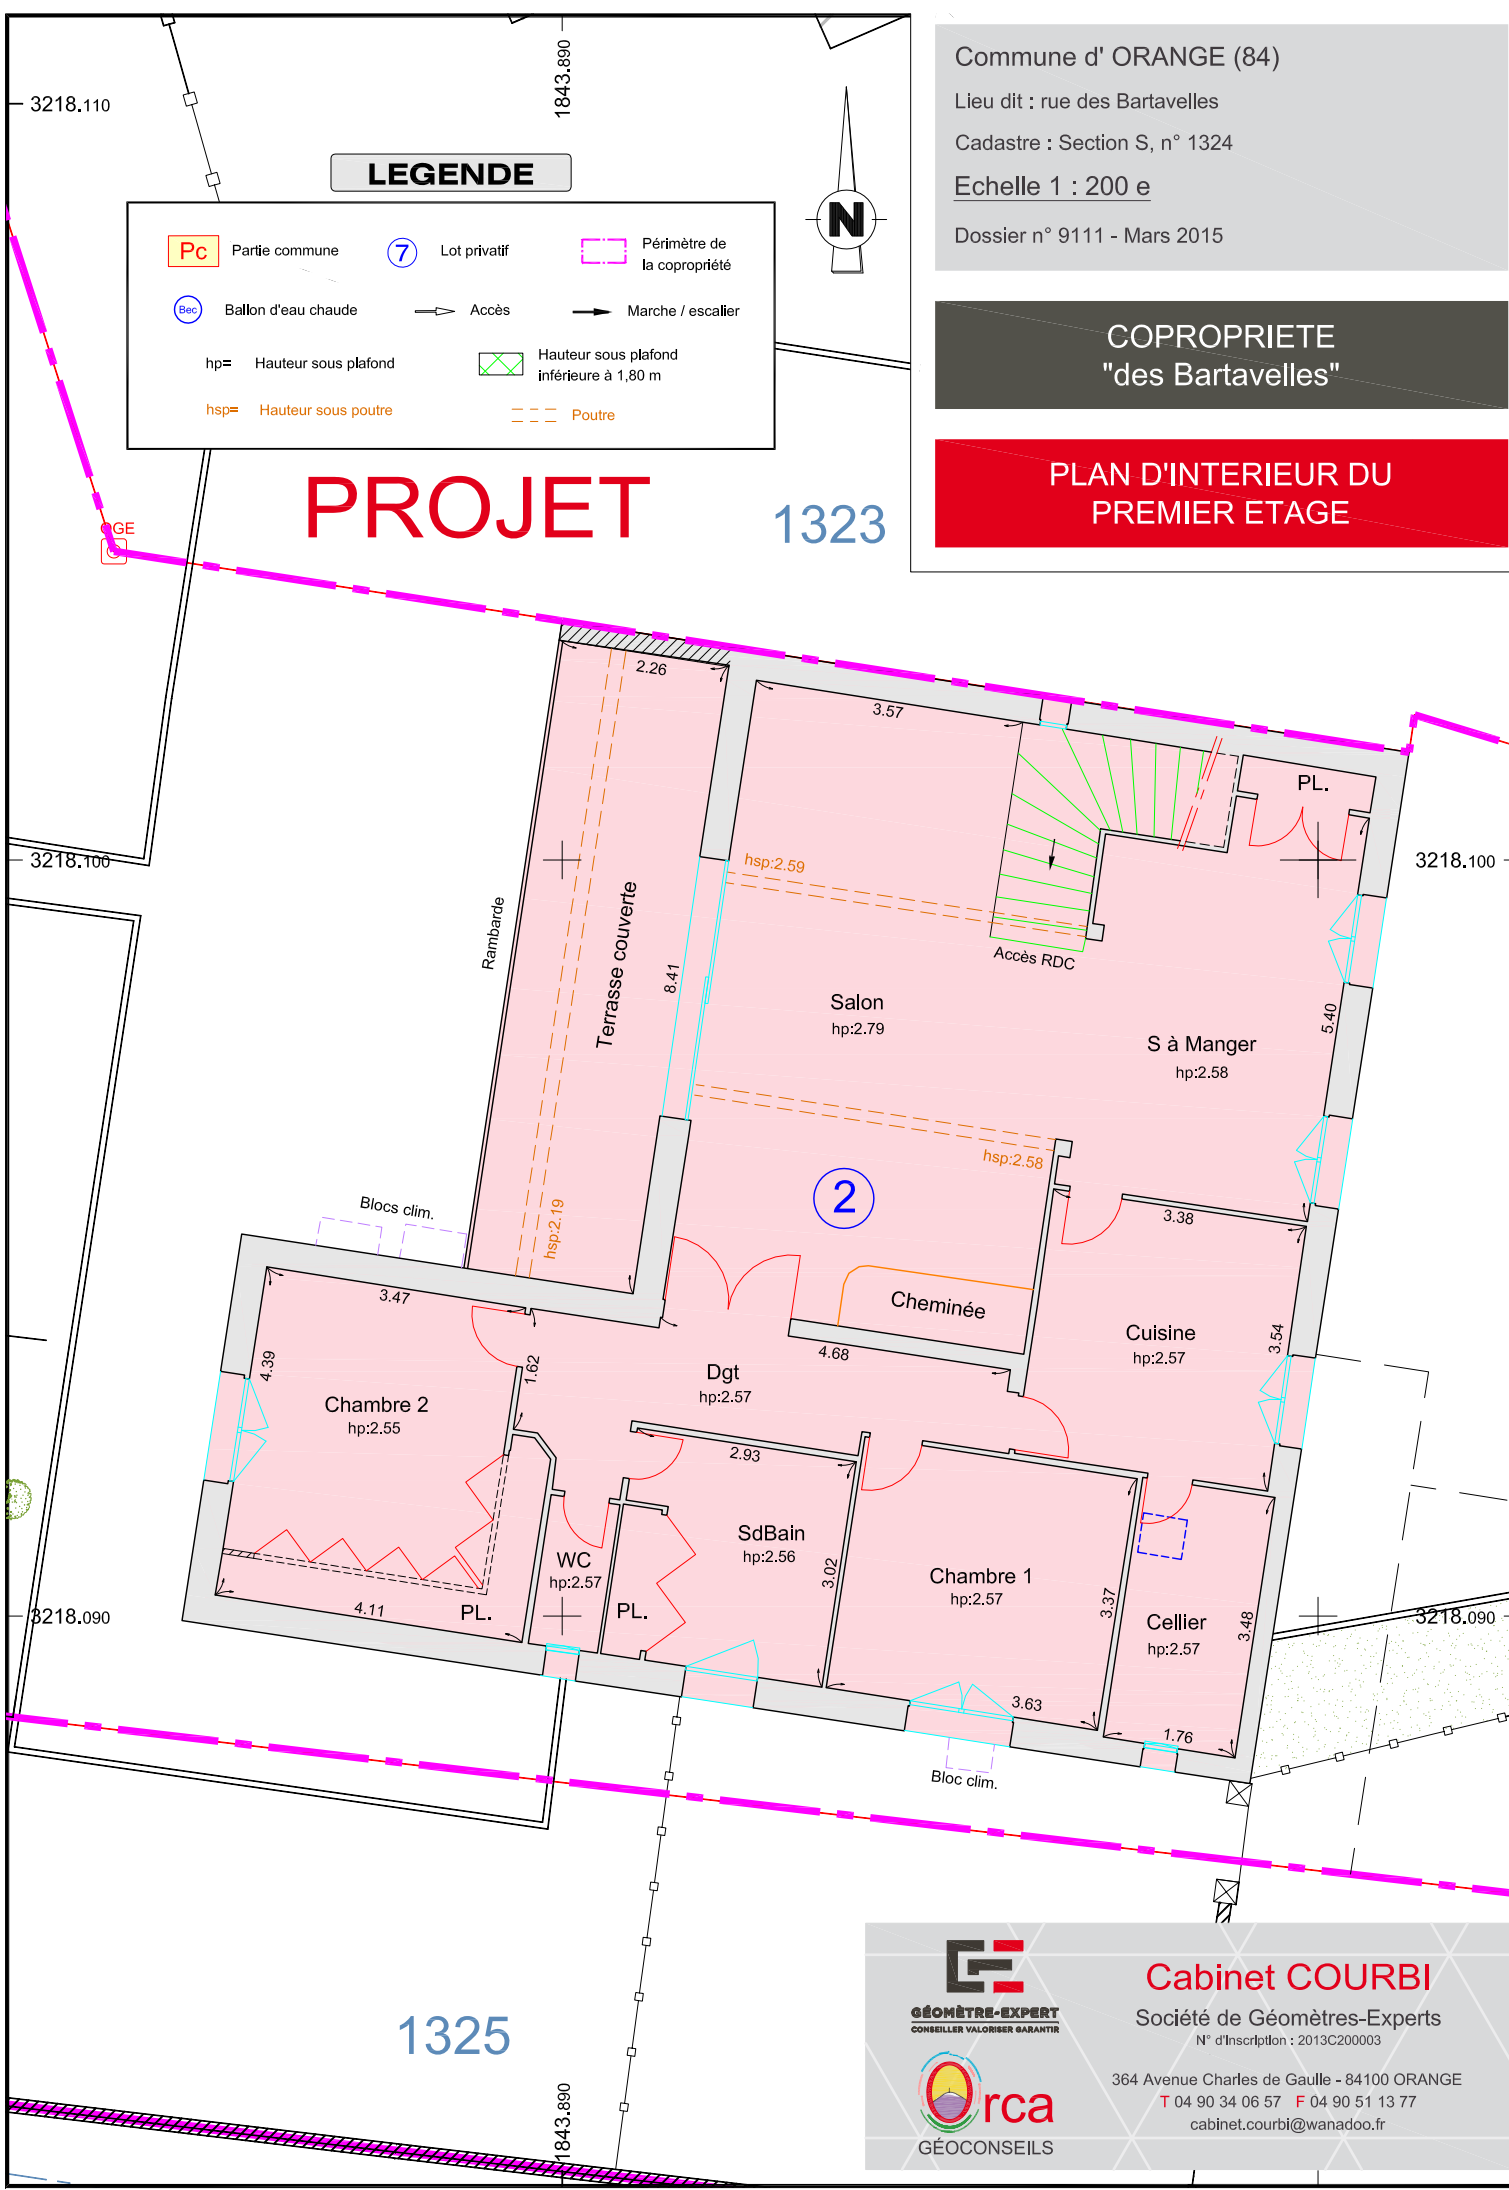 3218.110
1843.890
Commune d' ORANGE (84)
Lieu dit : rue des Bartavelles
Cadastre : Section S, n° 1324
Echelle 1 : 200 e
Dossier n° 9111 - Mars 2015
LEGENDE
N
Pc Partie commune
7 Lot privatif
Périmètre de
la copropriété
Bec Ballon d'eau chaude
Accès
Marche / escalier
hp= Hauteur sous plafond
Hauteur sous plafond
inférieure à 1,80 m
hsp= Hauteur sous poutre
Poutre
COPROPRIETE
"des Bartavelles"
PLAN D'INTERIEUR DU
PREMIER ETAGE
PROJET
1323
OGE
2.26
3.57
PL.
3218.100
3218.100
hsp:2.59
Rambarde
Terrasse couverte
8.41
Accès RDC
Salon
hp:2.79
5.40
S à Manger
hp:2.58
hsp:2.58
2
Blocs clim.
hsp:2.19
3.38
3.47
Cheminée
Cuisine
hp:2.57
3.54
4.39
1.62
4.68
Dgt
hp:2.57
Chambre 2
hp:2.55
2.93
SdBain
hp:2.56
WC
hp:2.57
3.02
Chambre 1
hp:2.57
3.37
4.11
PL.
PL.
3218.090
3218.090
Cellier
hp:2.57
3.48
3.63
1.76
Bloc clim.
1325
1843.890
GÉOMÈTRE-EXPERT
CONSEILLER VALORISER GARANTIR
Orca
GÉOCONSEILS
Cabinet COURBI
Société de Géomètres-Experts
N° d'inscription : 2013C200003
364 Avenue Charles de Gaulle - 84100 ORANGE
T 04 90 34 06 57 F 04 90 51 13 77
cabinet.courbi@wanadoo.fr